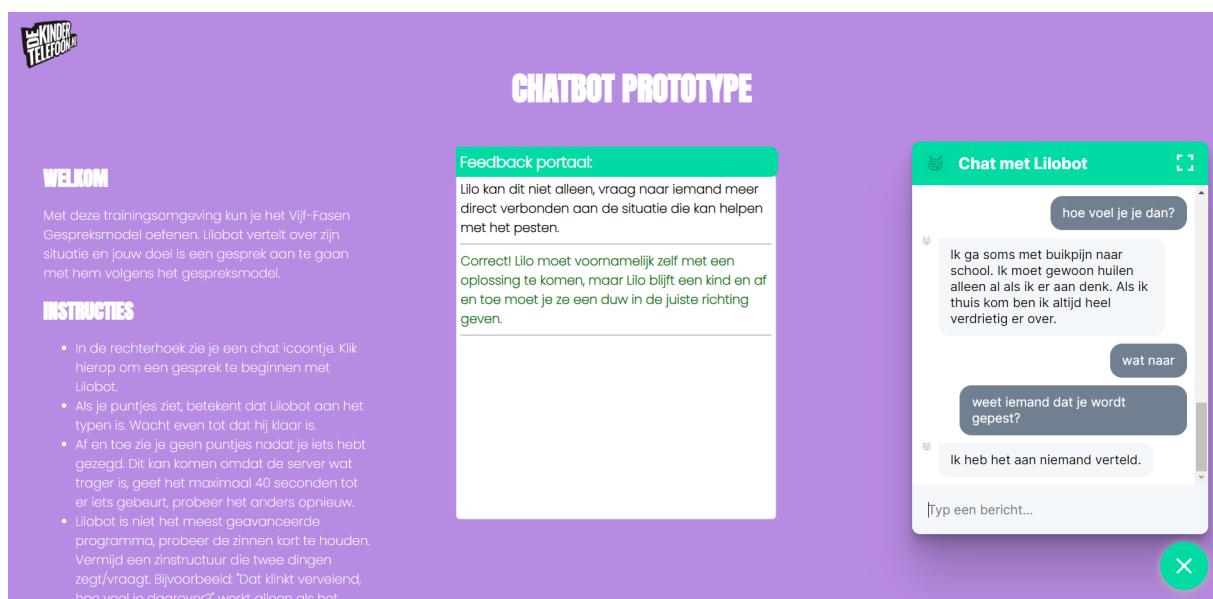 DE KINDER
TELEFOON.NL
CHATBOT PROTOTYPE
WELKOM
Met deze trainingsomgeving kun je het Vijf-Fasen
Gespreksmodel oefenen. Lilobot vertelt over zijn
situatie en jouw doel is een gesprek aan te gaan
met hem volgens het gespreksmodel.
INSTRUCTIES
• In de rechterhoek zie je een chat icoontje. Klik
hierop om een gesprek te beginnen met
Lilobot.
• Als je puntjes ziet, betekent dat Lilobot aan het
typen is. Wacht even tot dat hij klaar is.
• Af en toe zie je geen puntjes nadat je iets hebt
gezegd. Dit kan komen omdat de server wat
trager is, geef het maximaal 40 seconden tot
er iets gebeurt, probeer het anders opnieuw.
• Lilobot is niet het meest geavanceerde
programma, probeer de zinnen kort te houden.
Vermijd een zinstructuur die twee dingen
zegt/vraagt. Bijvoorbeeld: "Dat klinkt vervelend,
hoe voel je daarover?" werkt alleen als het
Feedback portaal:
Lilo kan dit niet alleen, vraag naar iemand meer
direct verbonden aan de situatie die kan helpen
met het pesten.
Correct! Lilo moet voornamelijk zelf met een
oplossing te komen, maar Lilo blijft een kind en af
en toe moet je ze een duw in de juiste richting
geven.
Chat met Lilobot
hoe voel je je dan?
Ik ga soms met buikpijn naar
school. Ik moet gewoon huilen
alleen al als ik er aan denk. Als ik
thuis kom ben ik altijd heel
verdrietig er over.
wat naar
weet iemand dat je wordt
gepest?
Ik heb het aan niemand verteld.
Typ een bericht...